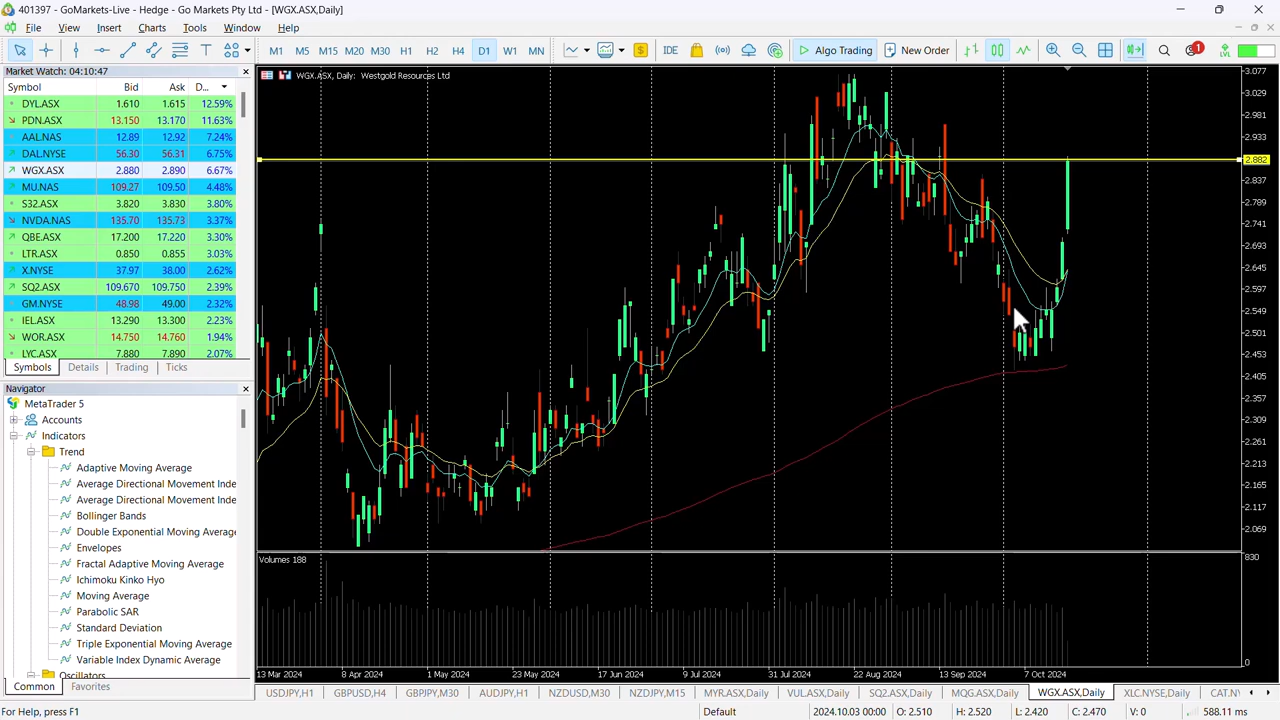 401397 - GoMarkets-Live - Hedge - Go Markets Pty Ltd - [WGX.ASX,Daily]
File View Insert Charts Tools Window Help
M1 M5 M15 M20 M30 H1 H2 H4 D1 W1 MN IDE Algo Trading New Order 1 LVL
Market Watch: 04:10:47
Symbol Bid Ask D...
DYL.ASX 1.610 1.615 12.59%
PDN.ASX 13.150 13.170 11.63%
AAL.NAS 12.89 12.92 7.24%
DAL.NYSE 56.30 56.31 6.75%
WGX.ASX 2.880 2.890 6.67%
MU.NAS 109.27 109.50 4.48%
S32.ASX 3.820 3.830 3.80%
NVDA.NAS 135.70 135.73 3.37%
QBE.ASX 17.200 17.220 3.30%
LTR.ASX 0.850 0.855 3.03%
X.NYSE 37.97 38.00 2.62%
SQ2.ASX 109.670 109.750 2.39%
GM.NYSE 48.98 49.00 2.32%
IEL.ASX 13.290 13.300 2.23%
WOR.ASX 14.750 14.760 1.94%
LYC.ASX 7.880 7.890 2.07%
Symbols Details Trading Ticks
Navigator
MetaTrader 5
Accounts
Indicators
Trend
Adaptive Moving Average
Average Directional Movement Inde
Average Directional Movement Inde
Bollinger Bands
Double Exponential Moving Average
Envelopes
Fractal Adaptive Moving Average
Ichimoku Kinko Hyo
Moving Average
Parabolic SAR
Standard Deviation
Triple Exponential Moving Average
Variable Index Dynamic Average
Oscillators
Common Favorites
WGX.ASX, Daily: Westgold Resources Ltd
3.077
3.029
2.981
2.933
2.882
2.837
2.789
2.741
2.693
2.645
2.597
2.549
2.501
2.453
2.405
2.357
2.309
2.261
2.213
2.165
2.117
2.069
Volumes 188
830
0
13 Mar 2024 8 Apr 2024 1 May 2024 23 May 2024 17 Jun 2024 9 Jul 2024 31 Jul 2024 22 Aug 2024 13 Sep 2024 7 Oct 2024
USDJPY,H1 GBPUSD,H4 GBPJPY,M30 AUDJPY,H1 NZDUSD,M30 NZDJPY,M15 MYR.ASX,Daily VUL.ASX,Daily SQ2.ASX,Daily MQG.ASX,Daily WGX.ASX,Daily XLC.NYSE,Daily CAT.NY
For Help, press F1 Default 2024.10.03 00:00 O: 2.510 H: 2.520 L: 2.420 C: 2.470 V: 0 588.11 ms